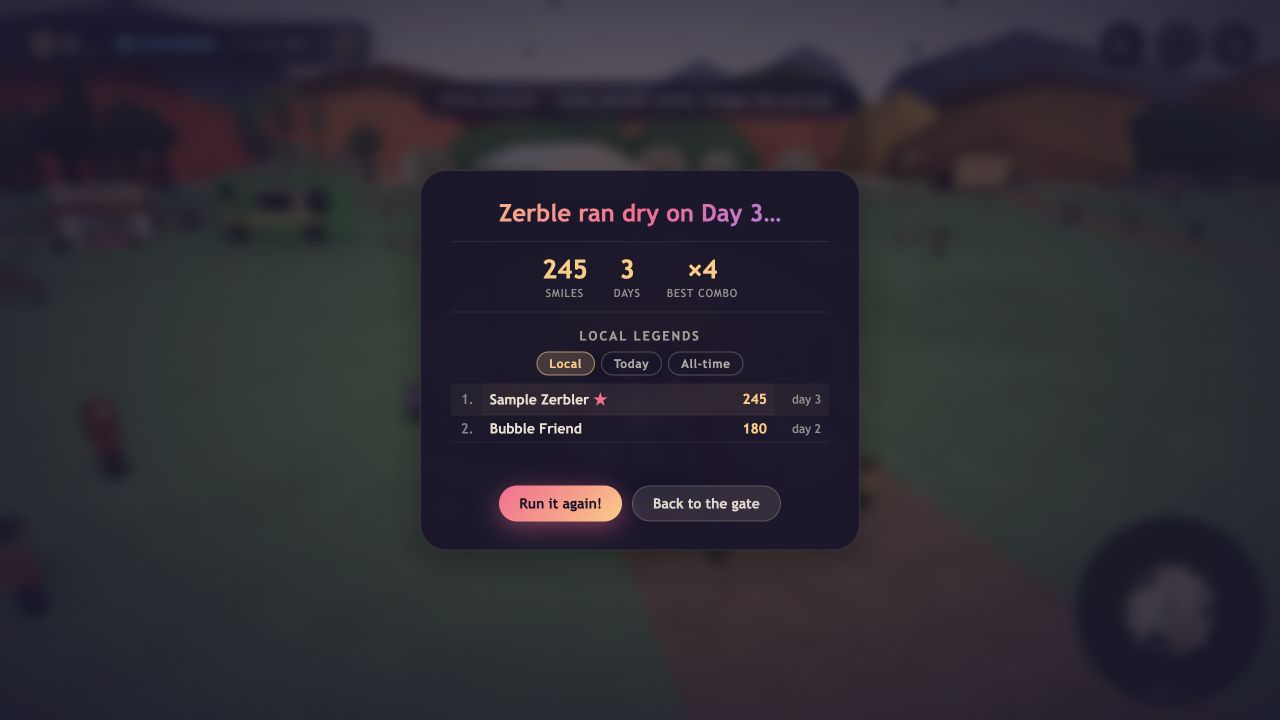 Zerble ran dry on Day 3...
245 3 ×4
SMILES DAYS BEST COMBO
LOCAL LEGENDS
Local Today All-time
1. Sample Zerbler ★ 245 day 3
2. Bubble Friend 180 day 2
Run it again! Back to the gate